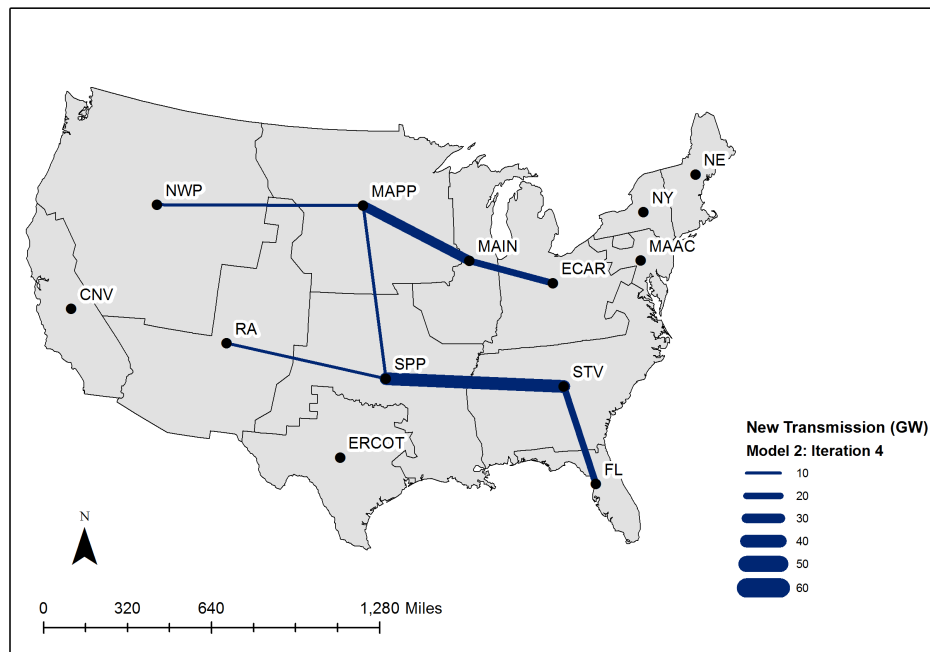 NE
NWP
MAPP
NY
MAIN
MAAC
ECAR
CNV
RA
SPP
STV
ERCOT
FL
New Transmission (GW)
Model 2: Iteration 4
10
20
30
40
50
60
N
0 320 640 1,280 Miles